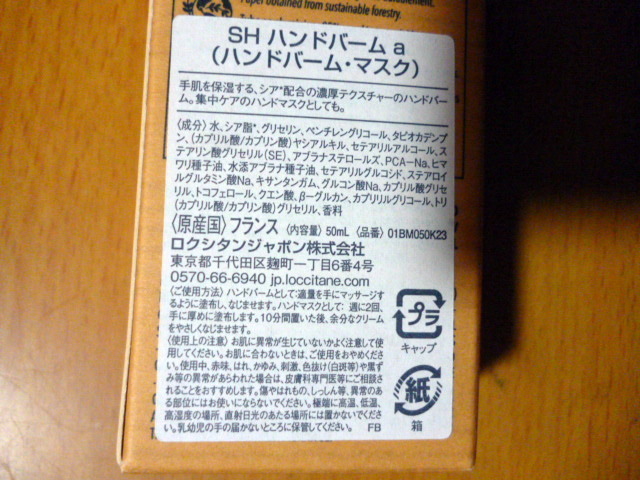 Paper obtained from sustainable forestry.
SH ハンドバーム a
(ハンドバーム・マスク)
手肌を保湿する、シア*配合の濃厚テクスチャーのハンドバー
ム。集中ケアのハンドマスクとしても。
〈成分〉水、シア脂*、グリセリン、ペンチレングリコール、タピオカデンプ
ン、(カプリル酸/カプリン酸)ヤシアルキル、セテアリルアルコール、ス
テアリン酸グリセリル(SE)、アブラナステロールズ、PCA-Na、ヒマ
ワリ種子油、水添アブラナ種子油、セテアリルグルコシド、ステアロイ
ルグルタミン酸Na、キサンタンガム、グルコン酸Na、カプリル酸グリセ
リル、トコフェロール、クエン酸、βーグルカン、カプリリルグリコール、トリ
(カプリル酸/カプリン酸)グリセリル、香料
〈原産国〉フランス 〈内容量〉50mL 〈品番〉01BM050K23
ロクシタンジャポン株式会社
東京都千代田区麹町一丁目6番4号
0570-66-6940 jp.loccitane.com
〈ご使用方法〉ハンドバームとして:適量を手にマッサージす
るように塗布し、なじませます。ハンドマスクとして:週に2回、
手に厚めに塗布します。10分間置いた後、余分なクリーム
をやさしくなじませます。
〈使用上の注意〉お肌に異常が生じていないかよく注意して使
用してください。お肌に合わないときは、ご使用をおやめくださ
い。使用中、赤味、はれ、かゆみ、刺激、色抜け(白斑等)や黒ず
み等の異常があらわれた場合は、皮膚科専門医等にご相談さ
れることをおすすめします。傷やはれもの、しっしん等、異常のあ
る部位にはお使いにならないでください。極端に高温、低温、
高湿度の場所、直射日光のあたる場所には置かないでくださ
い。乳幼児の手の届かないところに保管してください。 FB
プラ
キャップ
紙
箱